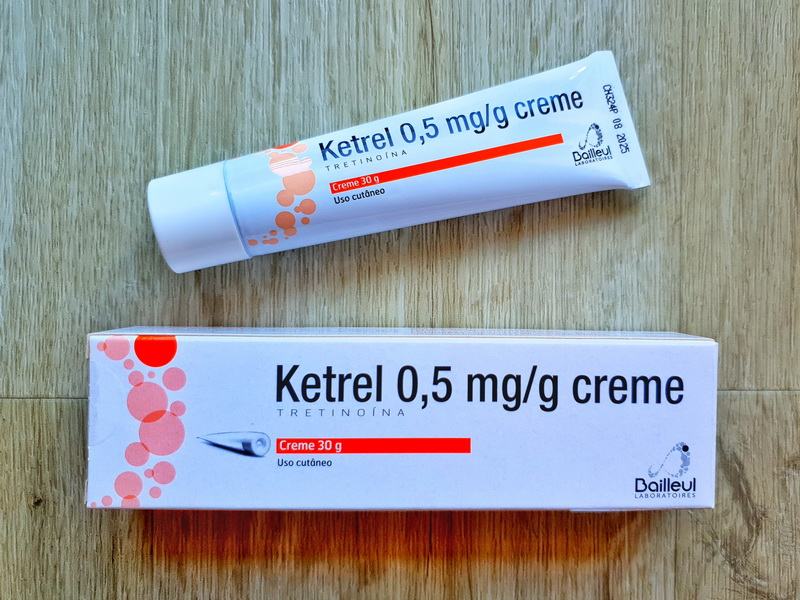 Ketrel 0,5 mg/g creme
TRETINOÍNA
Creme 30 g
Uso cutâneo
Bailleul
LABORATOIRES
CH324P 08 2025
Ketrel 0,5 mg/g creme
TRETINOÍNA
Creme 30 g
Uso cutâneo
Bailleul
LABORATOIRES